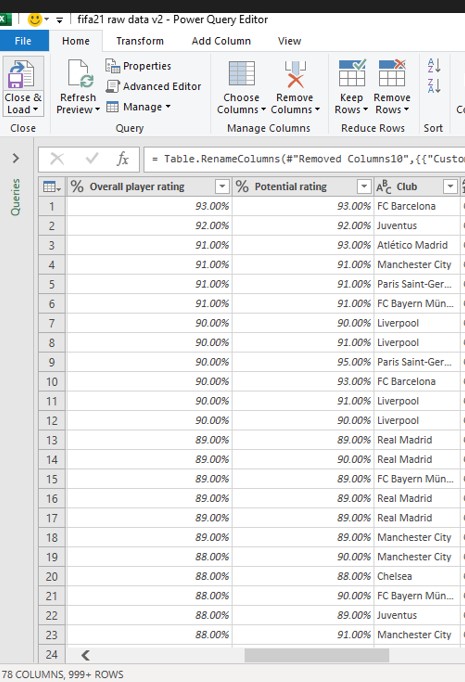 fifa21 raw data v2 - Power Query Editor
File Home Transform Add Column View
Close & Load
Refresh Preview
Properties
Advanced Editor
Manage
Choose Columns
Remove Columns
Keep Rows
Remove Rows
Close Query Manage Columns Reduce Rows Sort
Queries
fx = Table.RenameColumns(#"Removed Columns10",{{"Custo
% Overall player rating % Potential rating ABC Club
1 93.00% 93.00% FC Barcelona
2 92.00% 92.00% Juventus
3 91.00% 93.00% Atlético Madrid
4 91.00% 91.00% Manchester City
5 91.00% 91.00% Paris Saint-Ger...
6 91.00% 91.00% FC Bayern Mün...
7 90.00% 90.00% Liverpool
8 90.00% 91.00% Liverpool
9 90.00% 95.00% Paris Saint-Ger...
10 90.00% 93.00% FC Barcelona
11 90.00% 91.00% Liverpool
12 90.00% 90.00% Liverpool
13 89.00% 89.00% Real Madrid
14 89.00% 90.00% Real Madrid
15 89.00% 89.00% FC Bayern Mün...
16 89.00% 89.00% Real Madrid
17 89.00% 89.00% Real Madrid
18 89.00% 89.00% Manchester City
19 88.00% 90.00% Manchester City
20 88.00% 88.00% Chelsea
21 88.00% 90.00% FC Bayern Mün...
22 88.00% 89.00% Juventus
23 88.00% 91.00% Manchester City
24
78 COLUMNS, 999+ ROWS